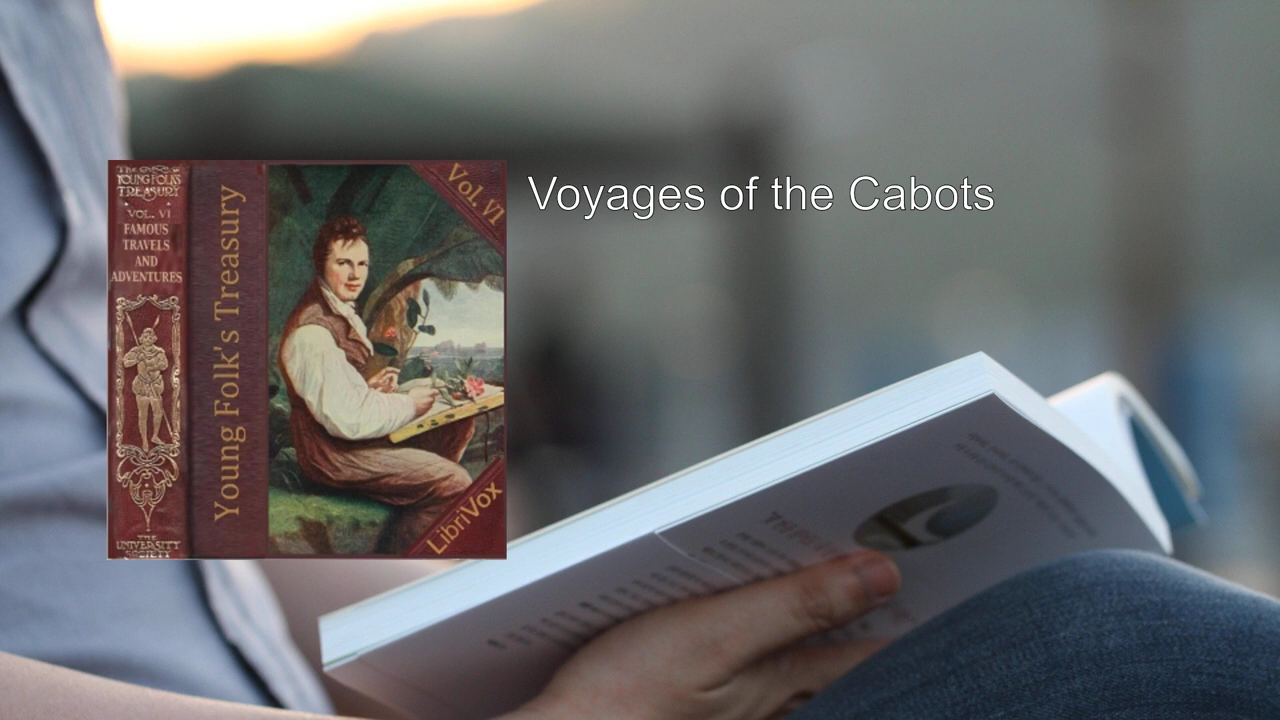 THE
YOUNG FOLKS
TREASURY
VOL. VI
FAMOUS
TRAVELS
AND
ADVENTURES
THE
UNIVERSITY
SOCIETY
Young Folk's Treasury
Vol. VI
LibriVox
Voyages of the Cabots